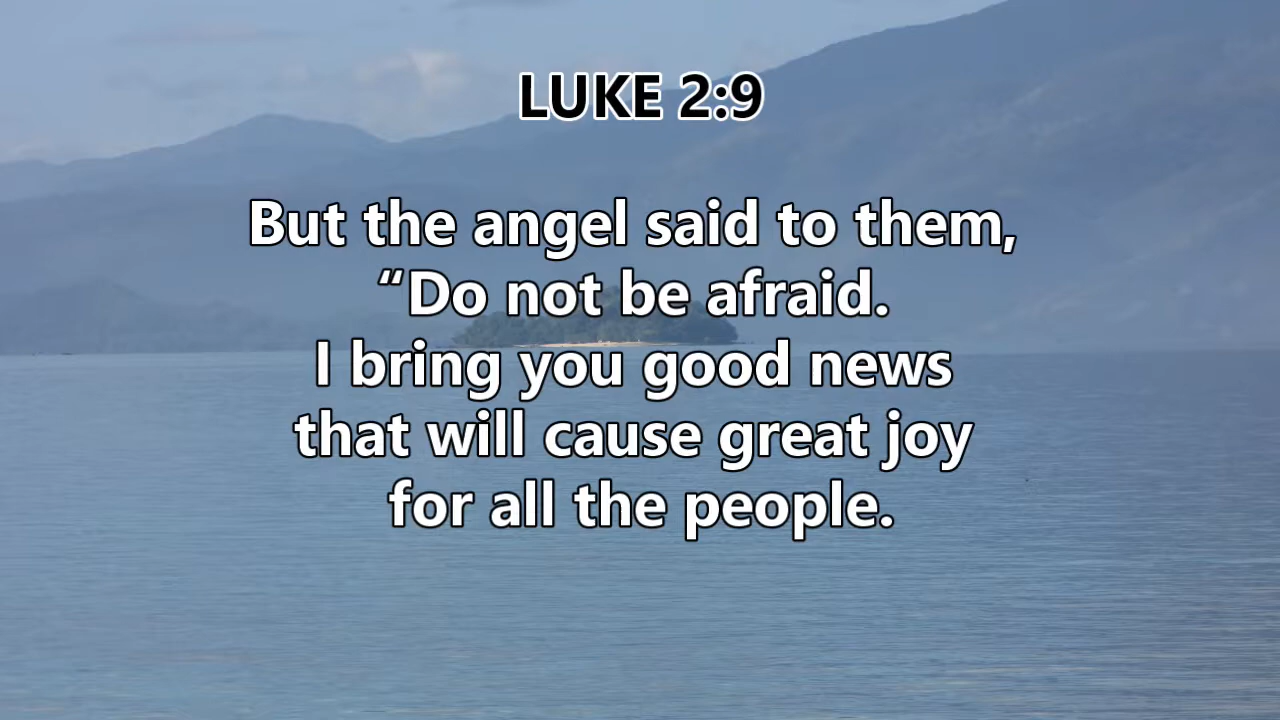 LUKE 2:9
But the angel said to them,
“Do not be afraid.
I bring you good news
that will cause great joy
for all the people.